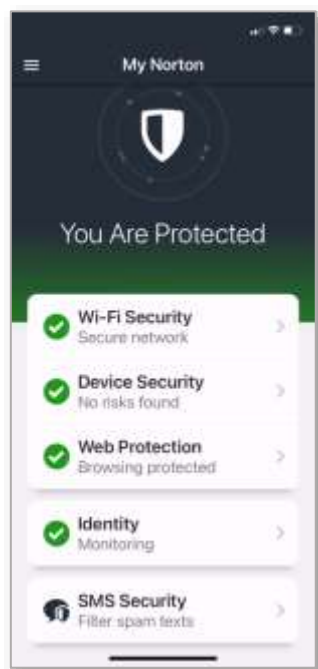 My Norton
You Are Protected
Wi-Fi Security
Secure network
Device Security
No risks found
Web Protection
Browsing protected
Identity
Monitoring
SMS Security
Filter spam texts